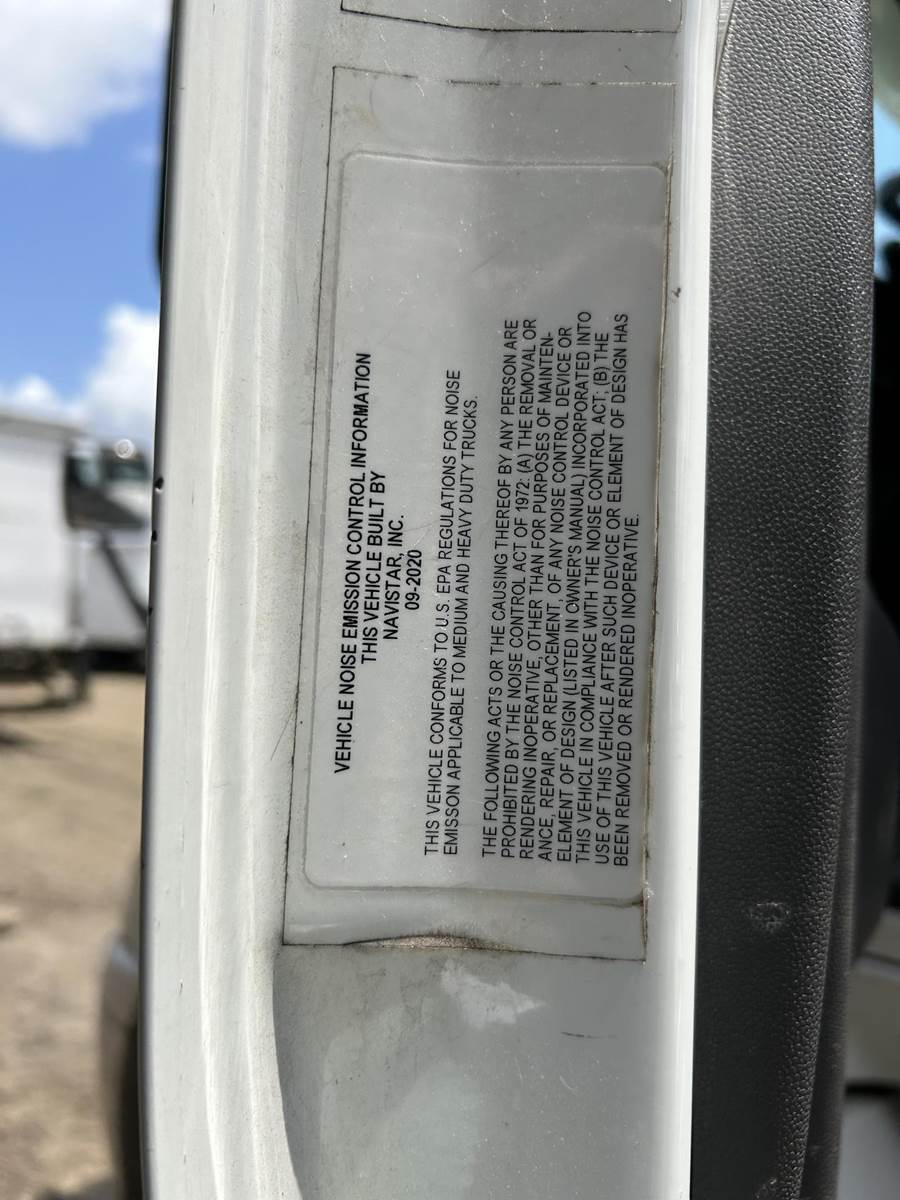 VEHICLE NOISE EMISSION CONTROL INFORMATION
THIS VEHICLE BUILT BY
NAVISTAR, INC.
09-2020
THIS VEHICLE CONFORMS TO U.S. EPA REGULATIONS FOR NOISE
EMISSON APPLICABLE TO MEDIUM AND HEAVY DUTY TRUCKS.
THE FOLLOWING ACTS OR THE CAUSING THEREOF BY ANY PERSON ARE
PROHIBITED BY THE NOISE CONTROL ACT OF 1972: (A) THE REMOVAL OR
RENDERING INOPERATIVE, OTHER THAN FOR PURPOSES OF MAINTEN-
ANCE, REPAIR, OR REPLACEMENT, OF ANY NOISE CONTROL DEVICE OR
ELEMENT OF DESIGN (LISTED IN OWNER'S MANUAL) INCORPORATED INTO
THIS VEHICLE IN COMPLIANCE WITH THE NOISE CONTROL ACT; (B) THE
USE OF THIS VEHICLE AFTER SUCH DEVICE OR ELEMENT OF DESIGN HAS
BEEN REMOVED OR RENDERED INOPERATIVE.